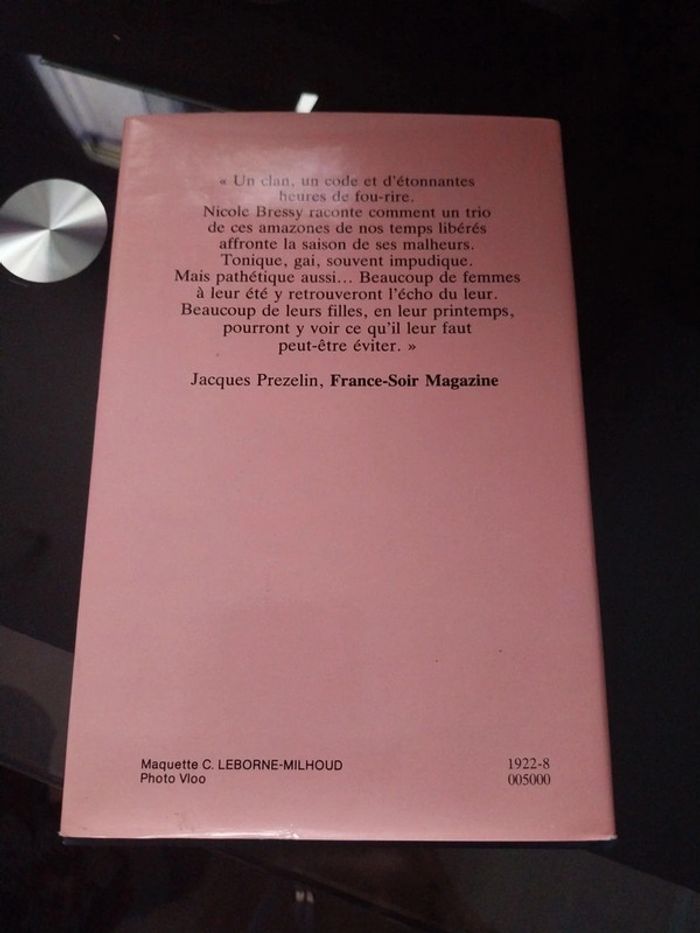 « Un clan, un code et d'étonnantes
heures de fou-rire.
Nicole Bressy raconte comment un trio
de ces amazones de nos temps libérés
affronte la saison de ses malheurs.
Tonique, gai, souvent impudique.
Mais pathétique aussi... Beaucoup de femmes
à leur été y retrouveront l'écho du leur.
Beaucoup de leurs filles, en leur printemps,
pourront y voir ce qu'il leur faut
peut-être éviter. »
Jacques Prezelin, France-Soir Magazine
Maquette C. LEBORNE-MILHOUD
Photo Vloo
1922-8
005000